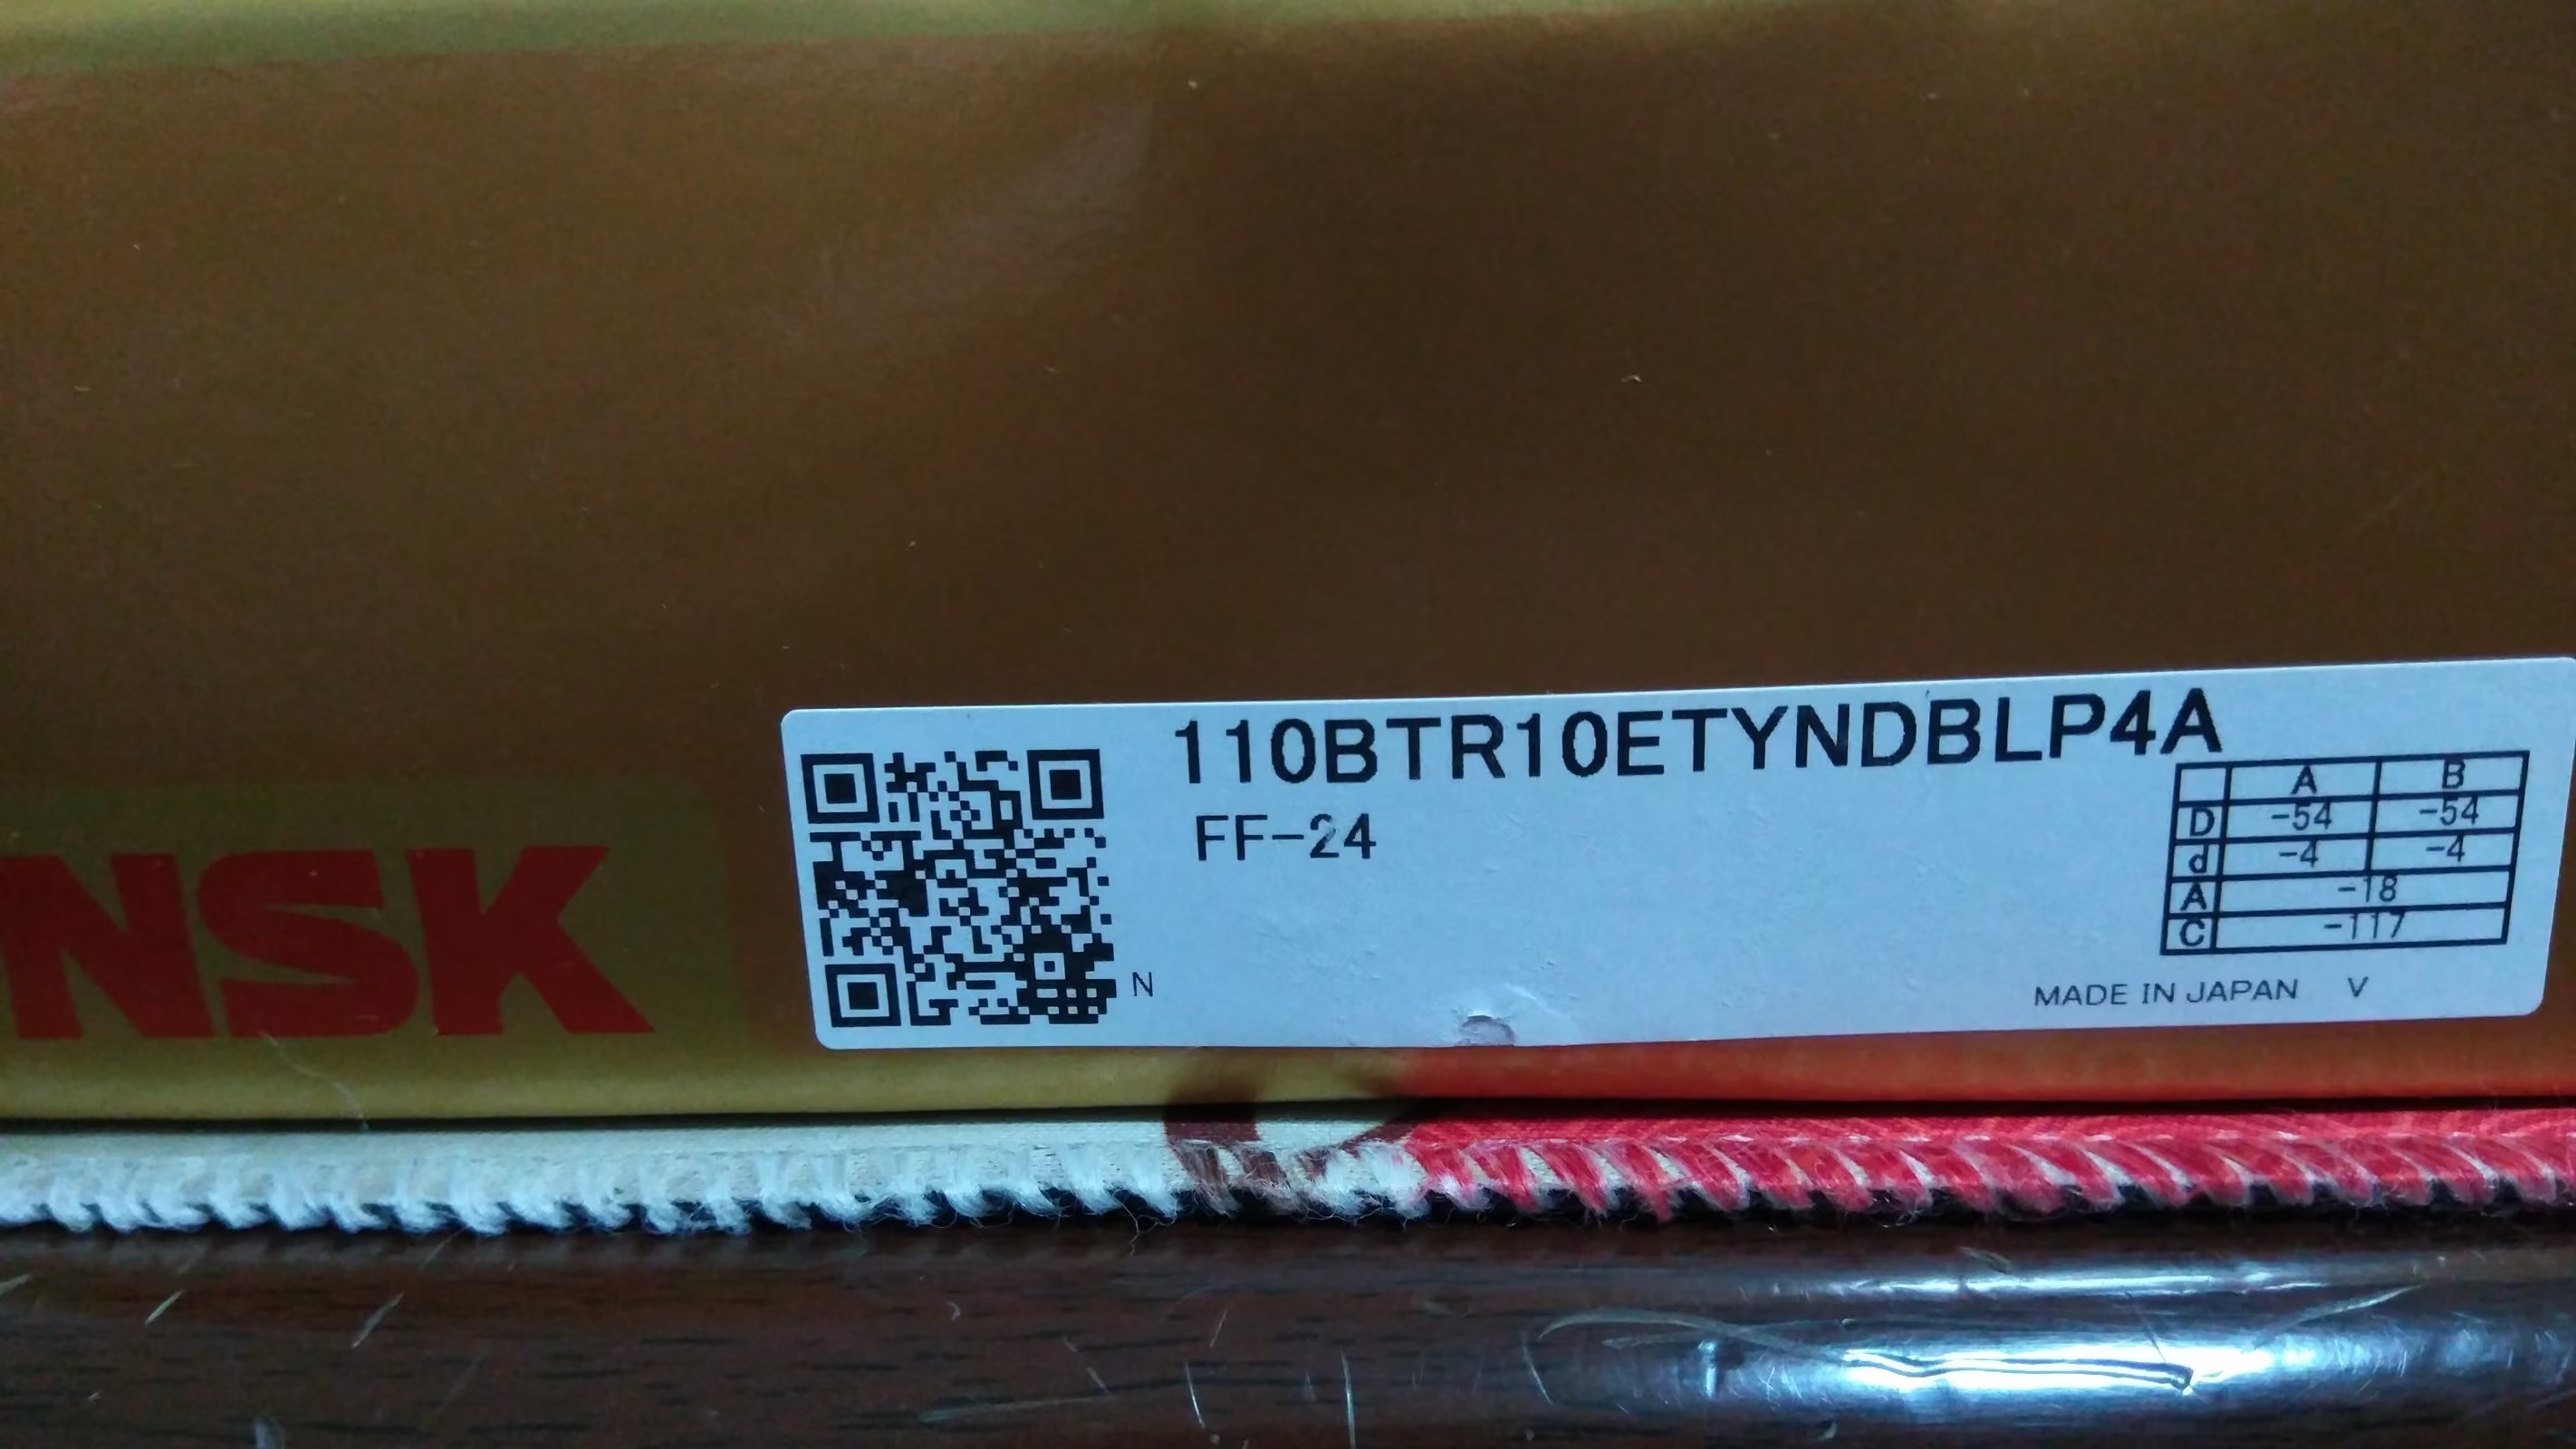 NSK
110BTR10ETYNDBLP4A
FF-24
A B
D -54 -54
d -4 -4
A -18
C -117
N
MADE IN JAPAN V